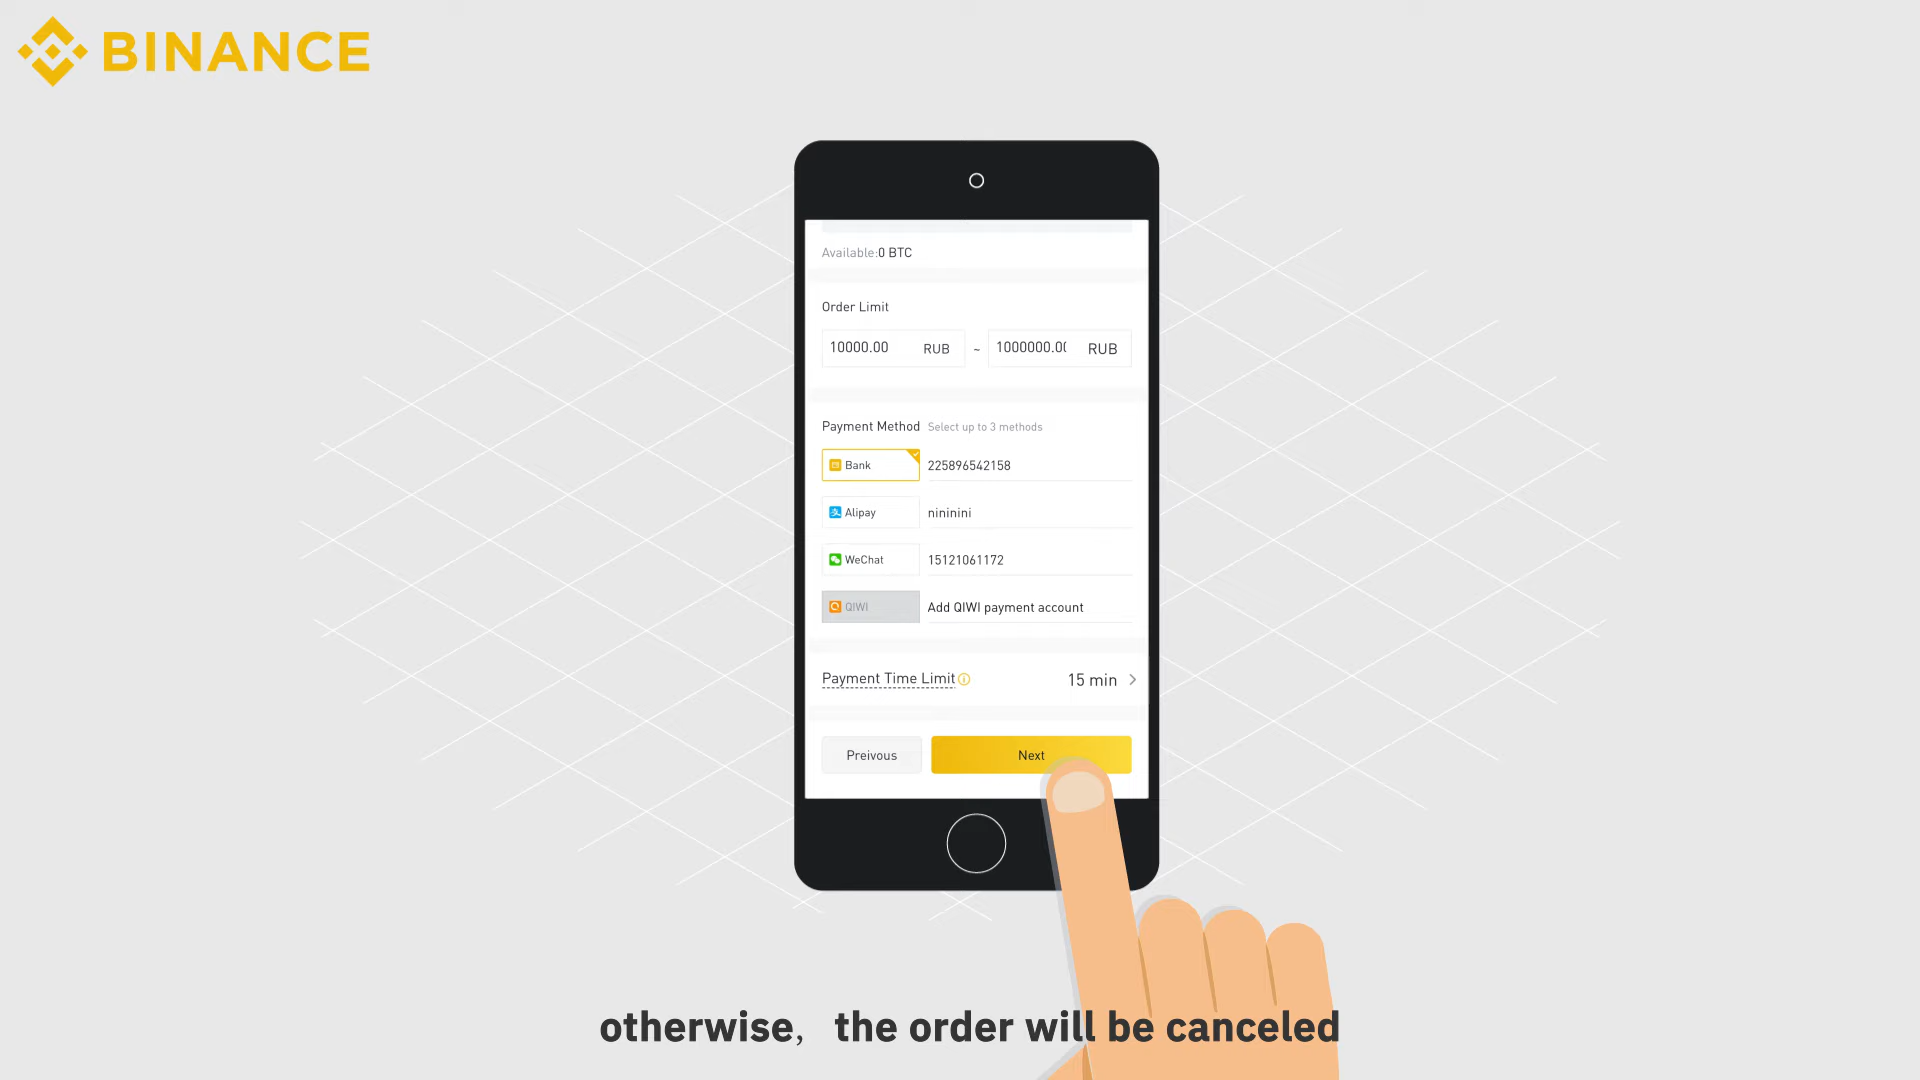 BINANCE
Available:0 BTC
Order Limit
10000.00 RUB ~ 1000000.00 RUB
Payment Method Select up to 3 methods
Bank 225896542158
Alipay nininini
WeChat 15121061172
QIWI Add QIWI payment account
Payment Time Limit 15 min
Preivous Next
otherwise, the order will be canceled